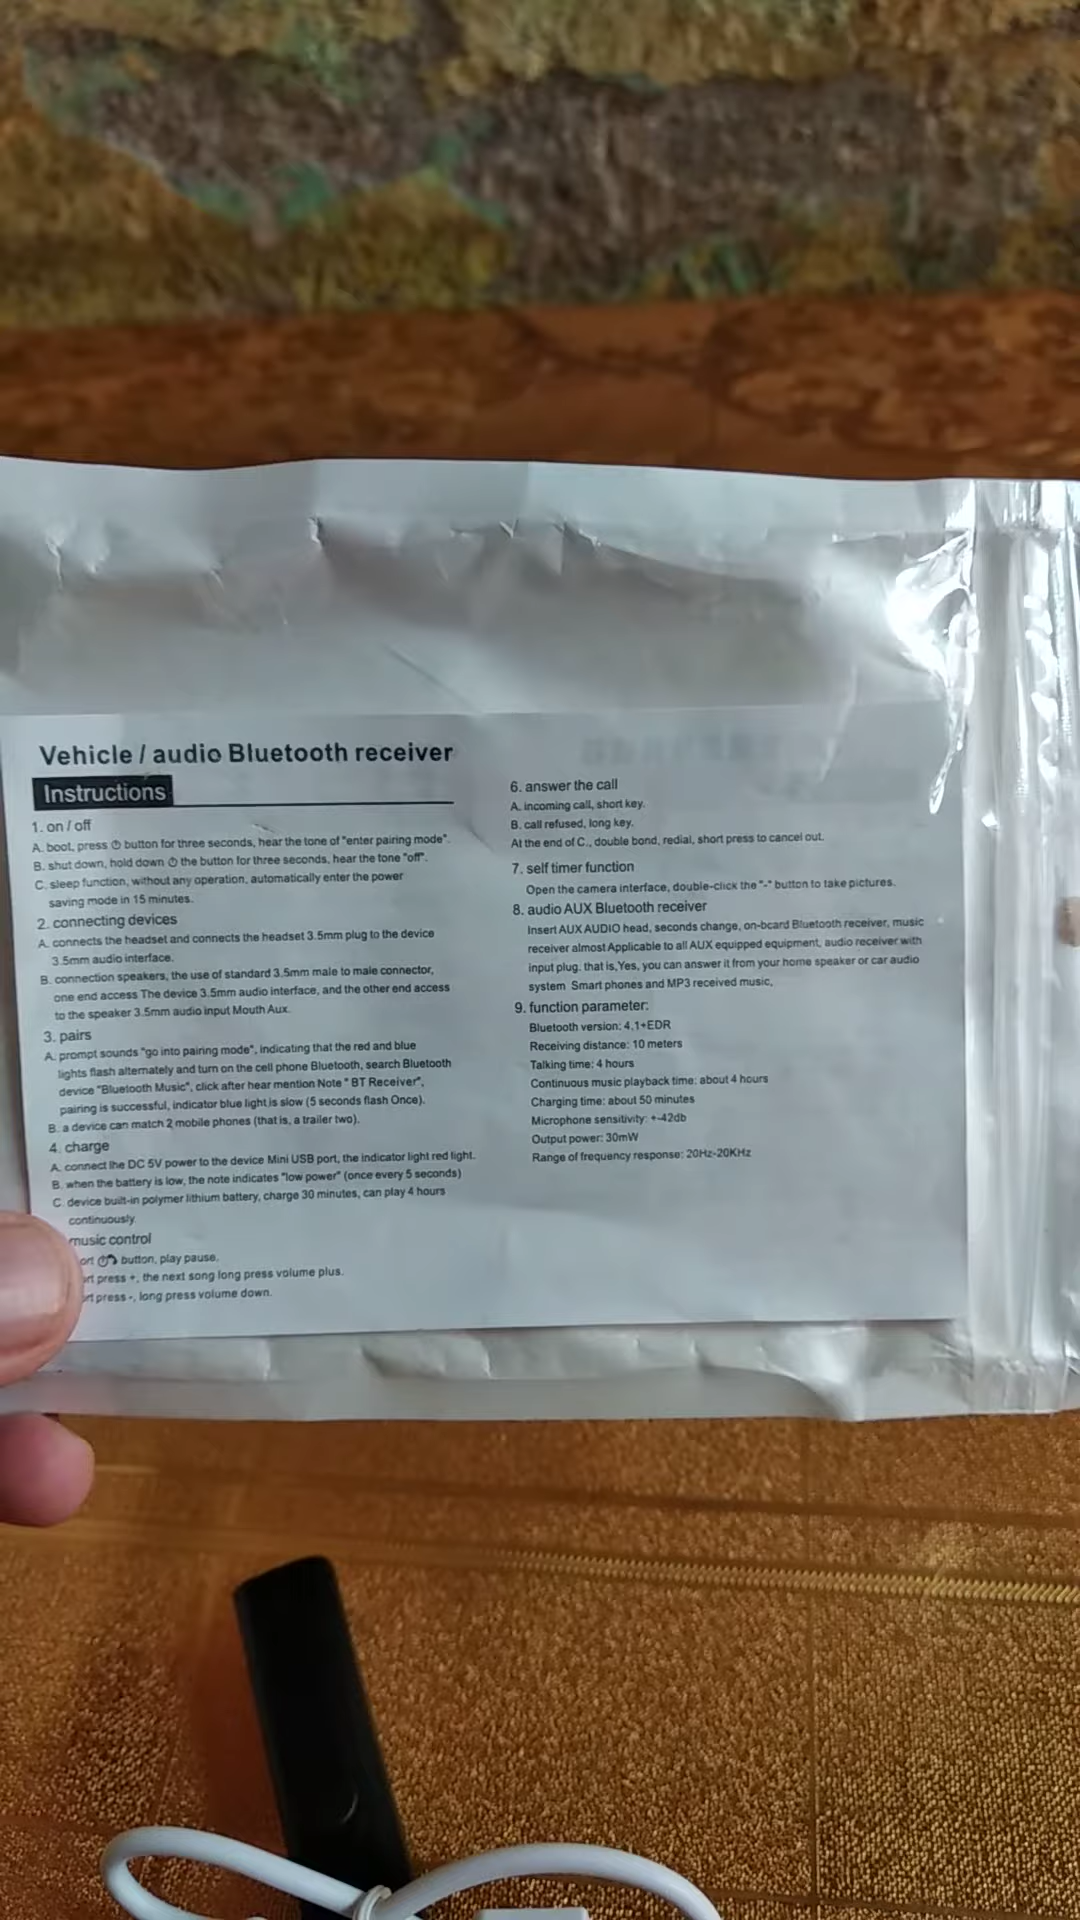 Vehicle / audio Bluetooth receiver
Instructions
1. on / off
A. boot, press button for three seconds, hear the tone of "enter pairing mode".
B. shut down, hold down the button for three seconds, hear the tone "off".
C. sleep function, without any operation, automatically enter the power
saving mode in 15 minutes.
2. connecting devices
A. connects the headset and connects the headset 3.5mm plug to the device
3.5mm audio interface.
B. connection speakers, the use of standard 3.5mm male to male connector,
one end access The device 3.5mm audio interface, and the other end access
to the speaker 3.5mm audio input Mouth Aux.
3. pairs
A. prompt sounds "go into pairing mode", indicating that the red and blue
lights flash alternately and turn on the cell phone Bluetooth, search Bluetooth
device "Bluetooth Music", click after hear mention Note " BT Receiver",
pairing is successful, indicator blue light is slow (5 seconds flash Once).
B. a device can match 2 mobile phones (that is, a trailer two).
4. charge
A. connect the DC 5V power to the device Mini USB port, the indicator light red light.
B. when the battery is low, the note indicates "low power" (once every 5 seconds)
C. device built-in polymer lithium battery, charge 30 minutes, can play 4 hours
continuously.
music control
ort button, play pause.
ort press +, the next song long press volume plus.
ort press -, long press volume down.
6. answer the call
A. incoming call, short key.
B. call refused, long key.
At the end of C., double bond, redial, short press to cancel out.
7. self timer function
Open the camera interface, double-click the "-" button to take pictures.
8. audio AUX Bluetooth receiver
Insert AUX AUDIO head, seconds change, on-bcard Bluetooth receiver, music
receiver almost Applicable to all AUX equipped equipment, audio receiver with
input plug. that is,Yes, you can answer it from your home speaker or car audio
system Smart phones and MP3 received music,
9. function parameter:
Bluetooth version: 4.1+EDR
Receiving distance: 10 meters
Talking time: 4 hours
Continuous music playback time: about 4 hours
Charging time: about 50 minutes
Microphone sensitivity: +-42db
Output power: 30mW
Range of frequency response: 20Hz-20KHz